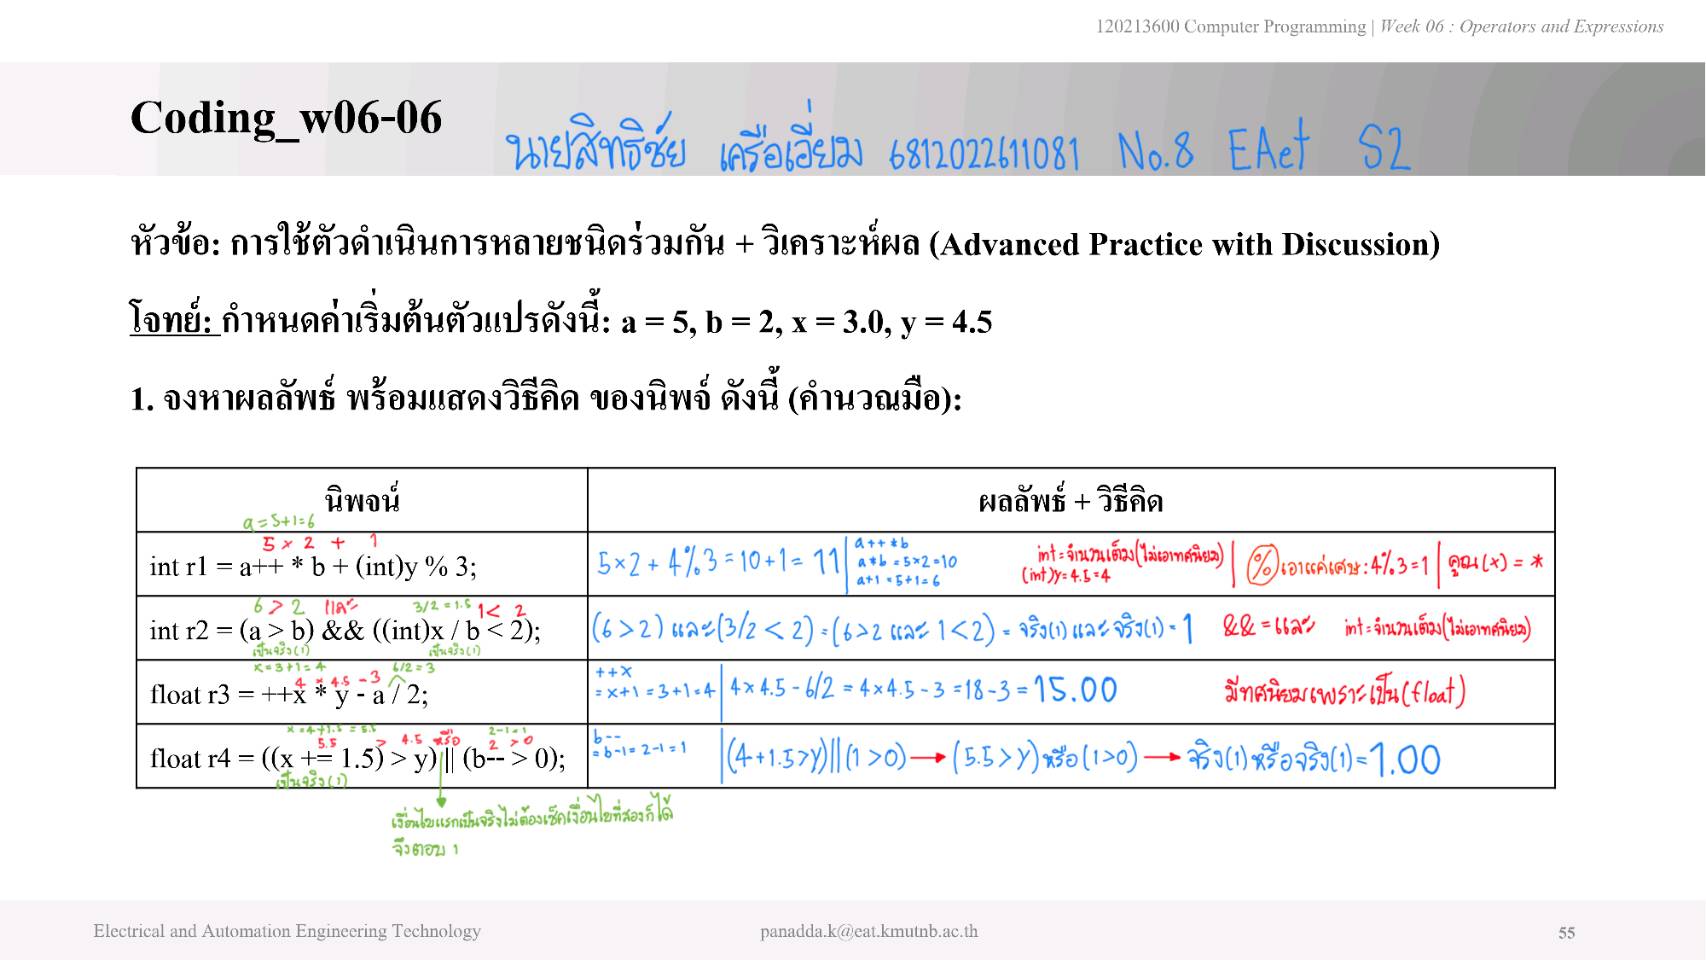 120213600 Computer Programming | Week 06 : Operators and Expressions
Coding_w06-06
นายสิทธิชัย เครือเอี่ยม 6812022611081 No.8 EAet S2
หัวข้อ: การใช้ตัวดำเนินการหลายชนิดร่วมกัน + วิเคราะห์ผล (Advanced Practice with Discussion)
โจทย์: กำหนดค่าเริ่มต้นตัวแปรดังนี้: a = 5, b = 2, x = 3.0, y = 4.5
1. จงหาผลลัพธ์ พร้อมแสดงวิธีคิด ของนิพจ์ ดังนี้ (คำนวณมือ):
นิพจน์
ผลลัพธ์ + วิธีคิด
a = 5+1=6
5 × 2 + 1
int r1 = a++ * b + (int)y % 3;
5×2 + 4%3 = 10+1 = 11
a++*b
a*b = 5×2=10
a+1 = 5+1=6
int=จำนวนเต็ม(ไม่เอาทศนิยม)
(int)y=4.5=4
% เอาแค่เศษ:4%3=1
คูณ(x) = *
6 > 2 และ 3/2 = 1.5 1 < 2
int r2 = (a > b) && ((int)x / b < 2);
เป็นจริง(1) เป็นจริง(1)
(6 > 2) และ (3/2 < 2) = (6>2 และ 1<2) = จริง(1) และ จริง(1) = 1
&& = และ
int=จำนวนเต็ม(ไม่เอาทศนิยม)
x = 3+1=4 6/2=3
4 × 4.5 - 3
float r3 = ++x * y - a / 2;
++x
= x+1 = 3+1=4
4×4.5 - 6/2 = 4×4.5 - 3 = 18-3 = 15.00
มีทศนิยมเพราะเป็น(float)
x = 4+1.5 = 5.5 2-1=1
5.5 > 4.5 หรือ 2 > 0
float r4 = ((x += 1.5) > y) || (b-- > 0);
เป็นจริง(1)
b--
= b-1 = 2-1 = 1
(4+1.5>y)||(1>0) → (5.5>y)หรือ(1>0) → จริง(1)หรือจริง(1)=1.00
เงื่อนไขแรกเป็นจริงไม่ต้องเช็คเงื่อนไขที่สองก็ได้
จึงตอบ 1
Electrical and Automation Engineering Technology
panadda.k@eat.kmutnb.ac.th
55